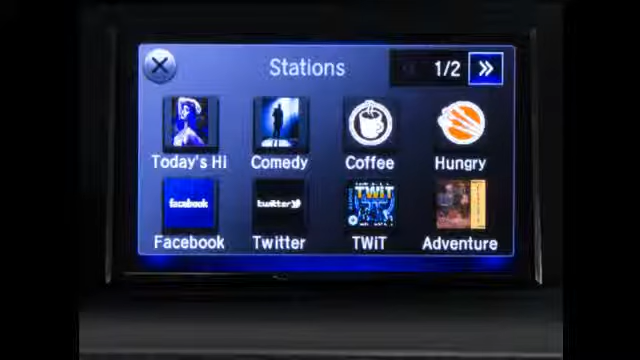 Stations 1/2
Today's Hi Comedy Coffee Hungry
facebook twitter TWiT
Facebook Twitter TWiT Adventure